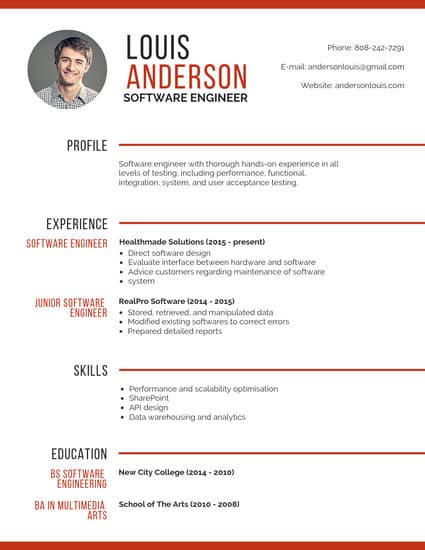 LOUIS
ANDERSON
SOFTWARE ENGINEER
Phone: 808-242-7291
E-mail: andersonlouis@gmail.com
Website: andersonlouis.com
PROFILE
Software engineer with thorough hands-on experience in all
levels of testing, including performance, functional,
integration, system, and user acceptance testing.
EXPERIENCE
SOFTWARE ENGINEER
Healthmade Solutions (2015 - present)
• Direct software design
• Evaluate interface between hardware and software
• Advice customers regarding maintenance of software
• system
JUNIOR SOFTWARE
ENGINEER
RealPro Software (2014 - 2015)
• Stored, retrieved, and manipulated data
• Modified existing softwares to correct errors
• Prepared detailed reports
SKILLS
• Performance and scalability optimisation
• SharePoint
• API design
• Data warehousing and analytics
EDUCATION
BS SOFTWARE
ENGINEERING
New City College (2014 - 2010)
BA IN MULTIMEDIA
ARTS
School of The Arts (2010 - 2008)